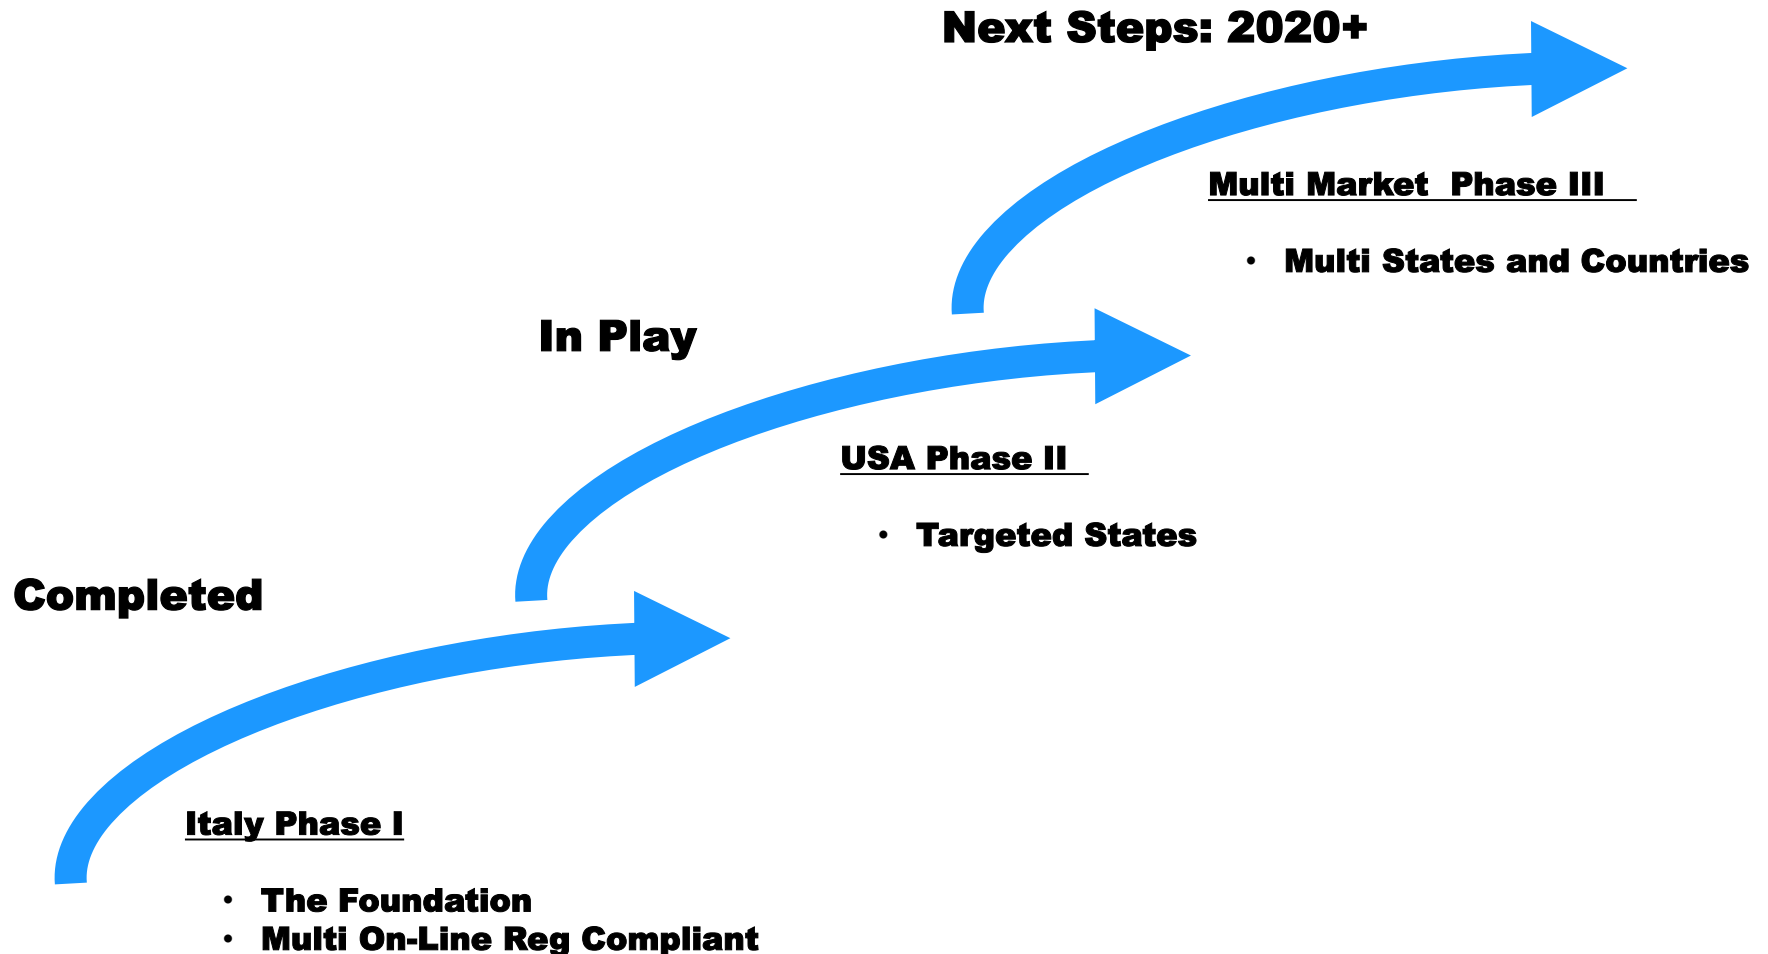 Next Steps: 2020+
Multi Market Phase III
• Multi States and Countries
In Play
USA Phase II
• Targeted States
Completed
Italy Phase I
• The Foundation
• Multi On-Line Reg Compliant